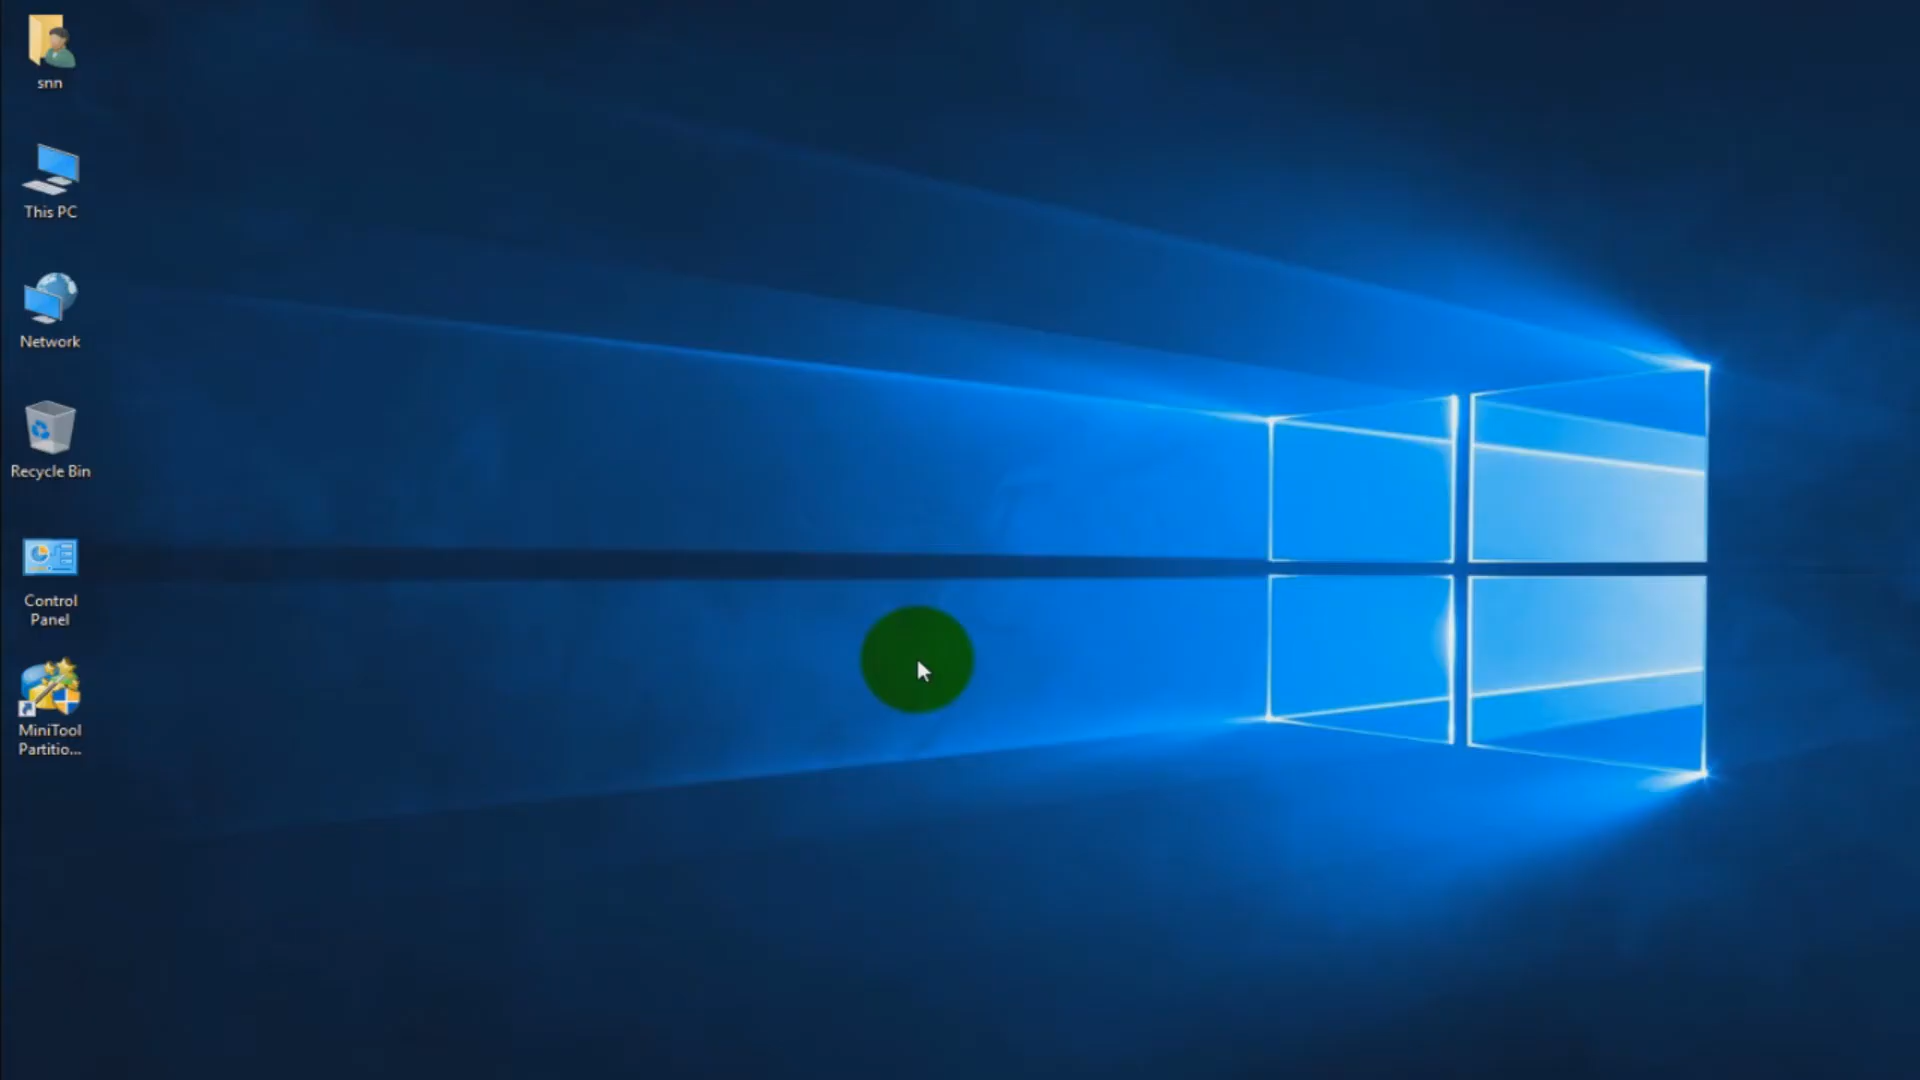 snn
This PC
Network
Recycle Bin
Control
Panel
MiniTool
Partitio...